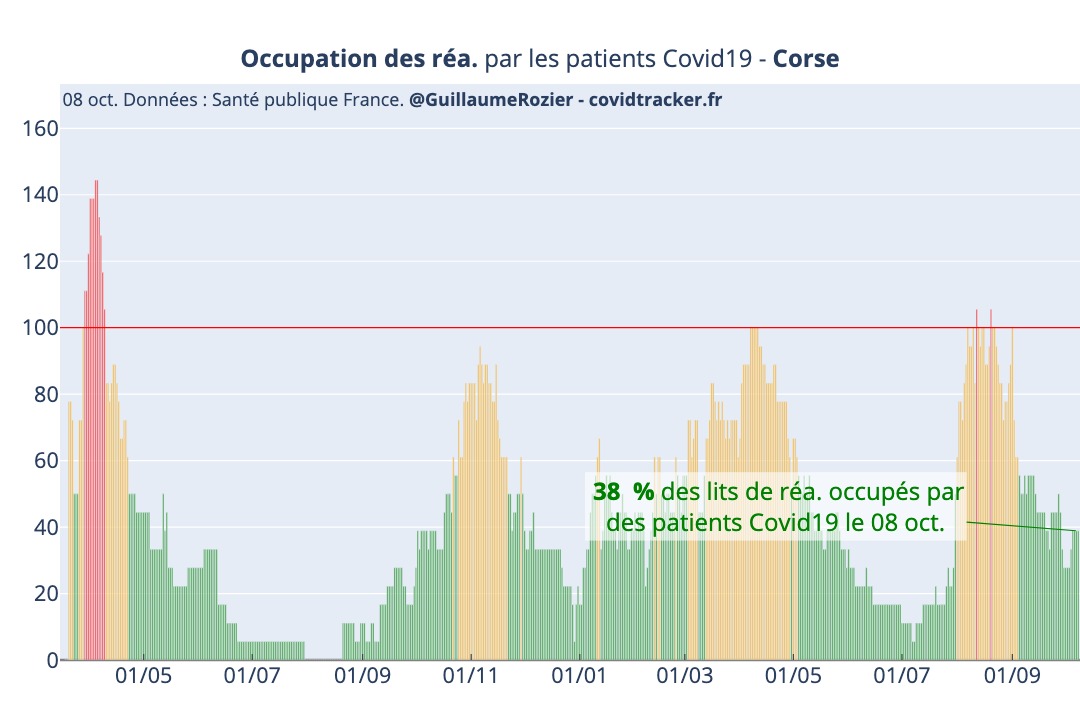 Occupation des réa. par les patients Covid19 - Corse
08 oct. Données : Santé publique France. @GuillaumeRozier - covidtracker.fr
160
140
120
100
80
60
40
20
0
38 % des lits de réa. occupés par
des patients Covid19 le 08 oct.
01/05 01/07 01/09 01/11 01/01 01/03 01/05 01/07 01/09